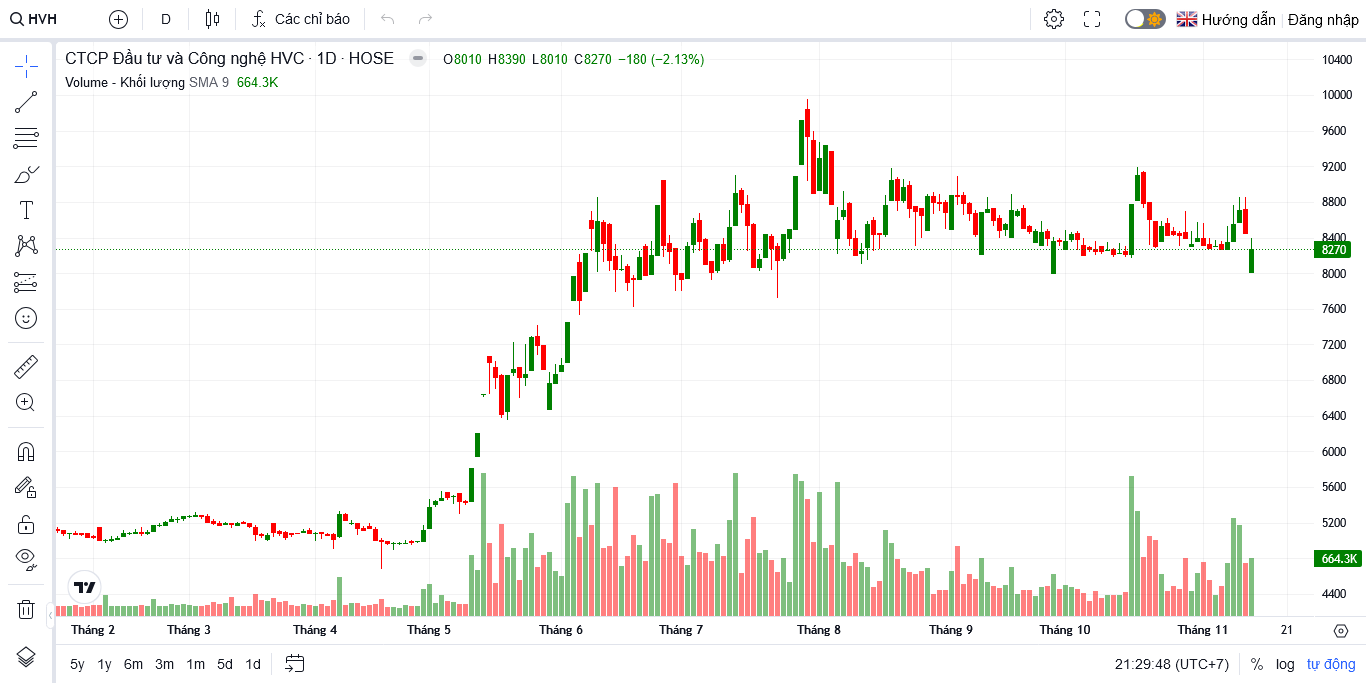 HVH D Các chỉ báo Hướng dẫn Đăng nhập
CTCP Đầu tư và Công nghệ HVC · 1D · HOSE O8010 H8390 L8010 C8270 −180 (−2.13%)
Volume - Khối lượng SMA 9 664.3K
10400
10000
9600
9200
8800
8400
8270
8000
7600
7200
6800
6400
6000
5600
5200
664.3K
4400
Tháng 2 Tháng 3 Tháng 4 Tháng 5 Tháng 6 Tháng 7 Tháng 8 Tháng 9 Tháng 10 Tháng 11 21
5y 1y 6m 3m 1m 5d 1d 21:29:48 (UTC+7) % log tự động